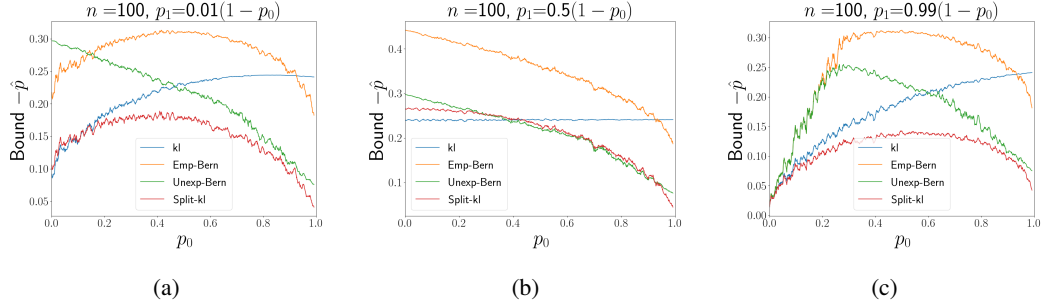 n =100, p₁=0.01(1 − p₀)
Bound −p̂
0.30
0.25
0.20
0.15
0.10
0.05
kl
Emp-Bern
Unexp-Bern
Split-kl
0.0 0.2 0.4 0.6 0.8 1.0
p₀
(a)
n =100, p₁=0.5(1 − p₀)
Bound −p̂
0.4
0.3
0.2
0.1
kl
Emp-Bern
Unexp-Bern
Split-kl
0.0 0.2 0.4 0.6 0.8 1.0
p₀
(b)
n =100, p₁=0.99(1 − p₀)
Bound −p̂
0.30
0.25
0.20
0.15
0.10
0.05
0.00
kl
Emp-Bern
Unexp-Bern
Split-kl
0.0 0.2 0.4 0.6 0.8 1.0
p₀
(c)